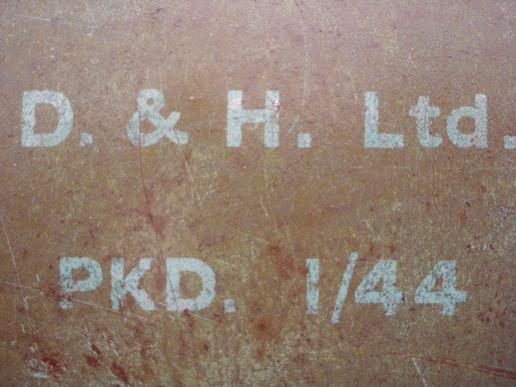 D. & H. Ltd.
PKD. 1/44